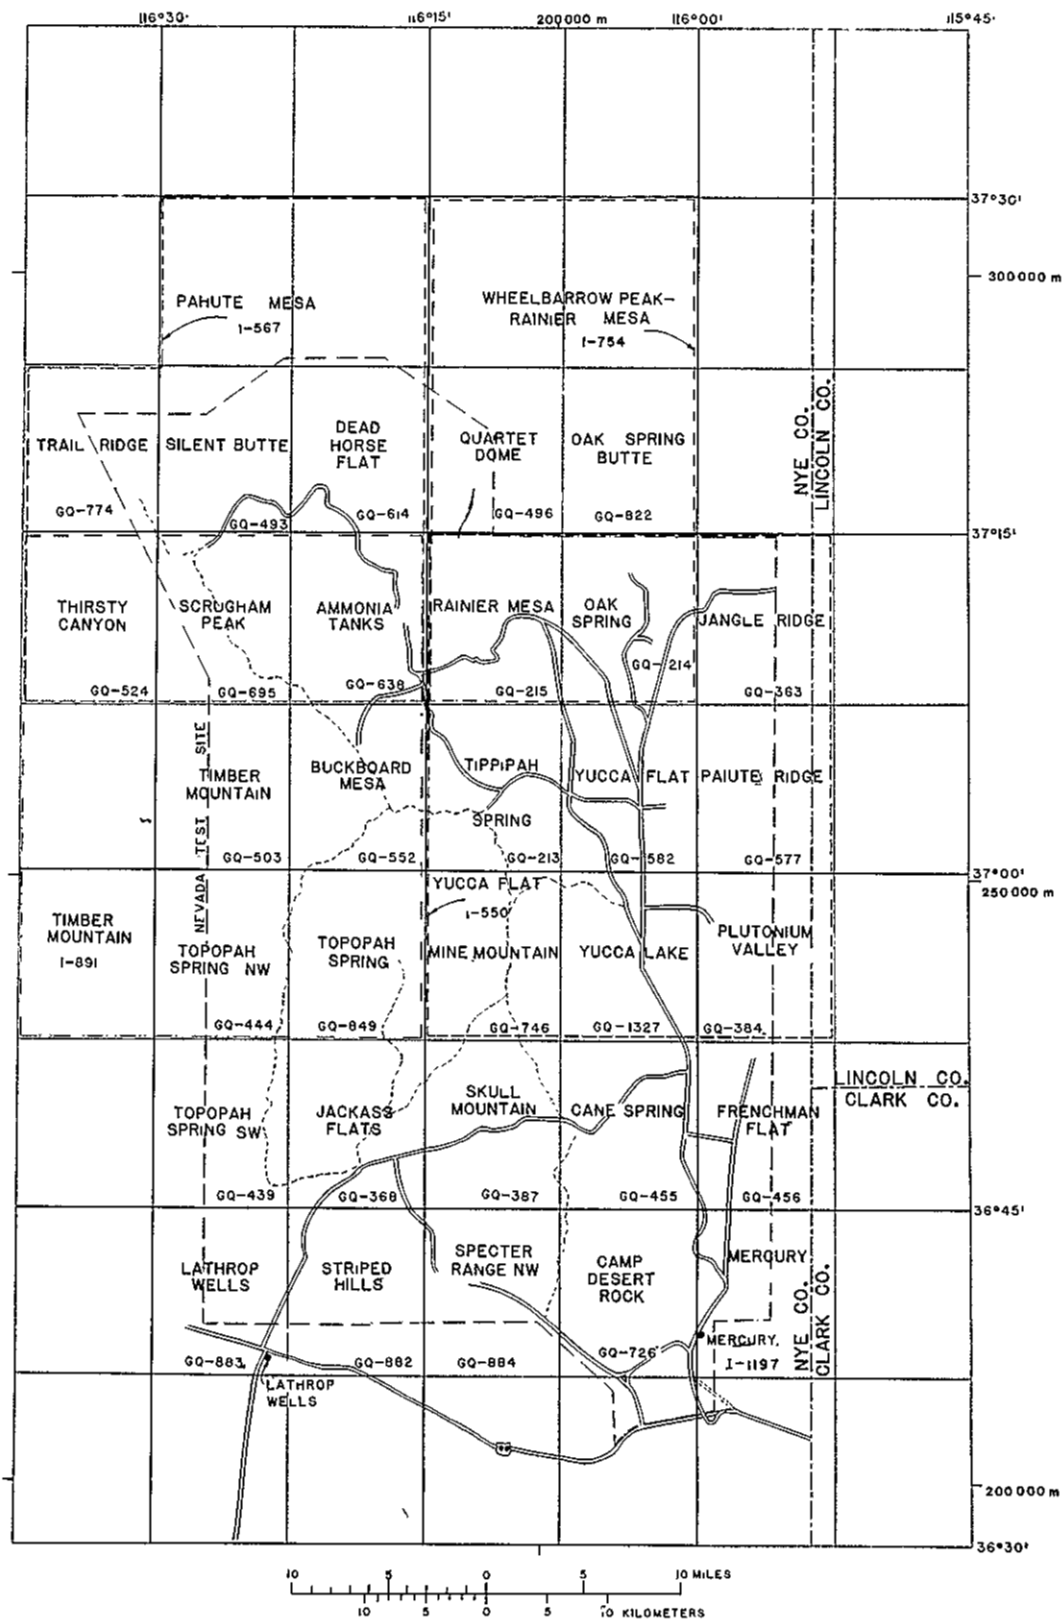 116°30'
116°15'
200000 m
116°00'
115°45'
37°30'
300000 m
PAHUTE MESA
I-567
WHEELBARROW PEAK-
RAINIER MESA
I-754
NYE CO.
LINCOLN CO.
TRAIL RIDGE
GQ-774
SILENT BUTTE
GQ-493
DEAD
HORSE
FLAT
GQ-614
QUARTET
DOME
GQ-496
OAK SPRING
BUTTE
GQ-822
37°15'
THIRSTY
CANYON
GQ-524
SCRUGHAM
PEAK
GQ-695
AMMONIA
TANKS
GQ-638
RAINIER MESA
GQ-215
OAK
SPRING
GQ-214
JANGLE RIDGE
GQ-363
NEVADA TEST SITE
TIMBER
MOUNTAIN
GQ-503
BUCKBOARD
MESA
GQ-552
TIPPIPAH
SPRING
GQ-213
YUCCA FLAT
GQ-582
PAIUTE RIDGE
GQ-577
37°00'
250000 m
TIMBER
MOUNTAIN
I-891
TOPOPAH
SPRING NW
GQ-444
TOPOPAH
SPRING
GQ-849
YUCCA FLAT
I-550
MINE MOUNTAIN
GQ-746
YUCCA LAKE
GQ-1327
PLUTONIUM
VALLEY
GQ-384
LINCOLN CO.
CLARK CO.
TOPOPAH
SPRING SW
GQ-439
JACKASS
FLATS
GQ-368
SKULL
MOUNTAIN
GQ-387
CANE SPRING
GQ-455
FRENCHMAN
FLAT
GQ-456
36°45'
LATHROP
WELLS
GQ-883
STRIPED
HILLS
GQ-882
SPECTER
RANGE NW
GQ-884
CAMP
DESERT
ROCK
GQ-726
MERCURY
MERCURY,
I-1197
NYE CO.
CLARK CO.
LATHROP
WELLS
200000 m
36°30'
10 5 0 5 10 MILES
10 5 0 5 10 KILOMETERS